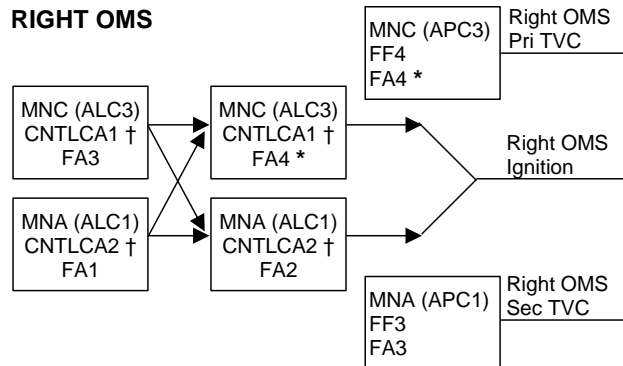 RIGHT OMS
MNC (APC3)
FF4
FA4 *
Right OMS
Pri TVC
MNC (ALC3)
CNTLCA1 †
FA3
MNC (ALC3)
CNTLCA1 †
FA4 *
Right OMS
Ignition
MNA (ALC1)
CNTLCA2 †
FA1
MNA (ALC1)
CNTLCA2 †
FA2
MNA (APC1)
FF3
FA3
Right OMS
Sec TVC